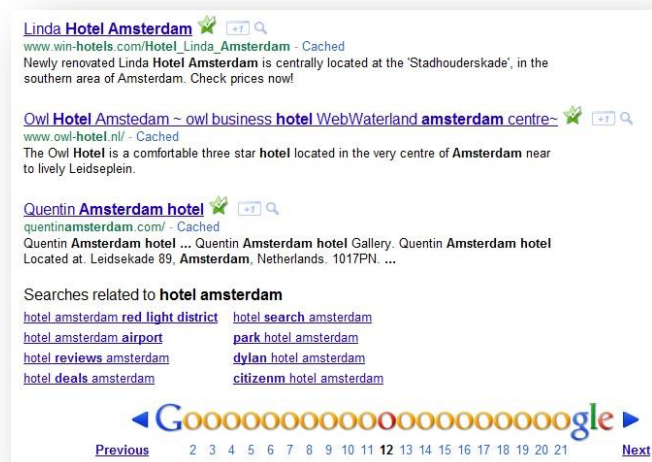 Linda Hotel Amsterdam +1
www.win-hotels.com/Hotel_Linda_Amsterdam - Cached
Newly renovated Linda Hotel Amsterdam is centrally located at the 'Stadhouderskade', in the
southern area of Amsterdam. Check prices now!
Owl Hotel Amstedam ~ owl business hotel WebWaterland amsterdam centre~ +1
www.owl-hotel.nl/ - Cached
The Owl Hotel is a comfortable three star hotel located in the very centre of Amsterdam near
to lively Leidseplein.
Quentin Amsterdam hotel +1
quentinamsterdam.com/ - Cached
Quentin Amsterdam hotel ... Quentin Amsterdam hotel Gallery. Quentin Amsterdam hotel
Located at. Leidsekade 89, Amsterdam, Netherlands. 1017PN. ...
Searches related to hotel amsterdam
hotel amsterdam red light district hotel search amsterdam
hotel amsterdam airport park hotel amsterdam
hotel reviews amsterdam dylan hotel amsterdam
hotel deals amsterdam citizenm hotel amsterdam
Goooooooooooooooooooogle
Previous 2 3 4 5 6 7 8 9 10 11 12 13 14 15 16 17 18 19 20 21 Next